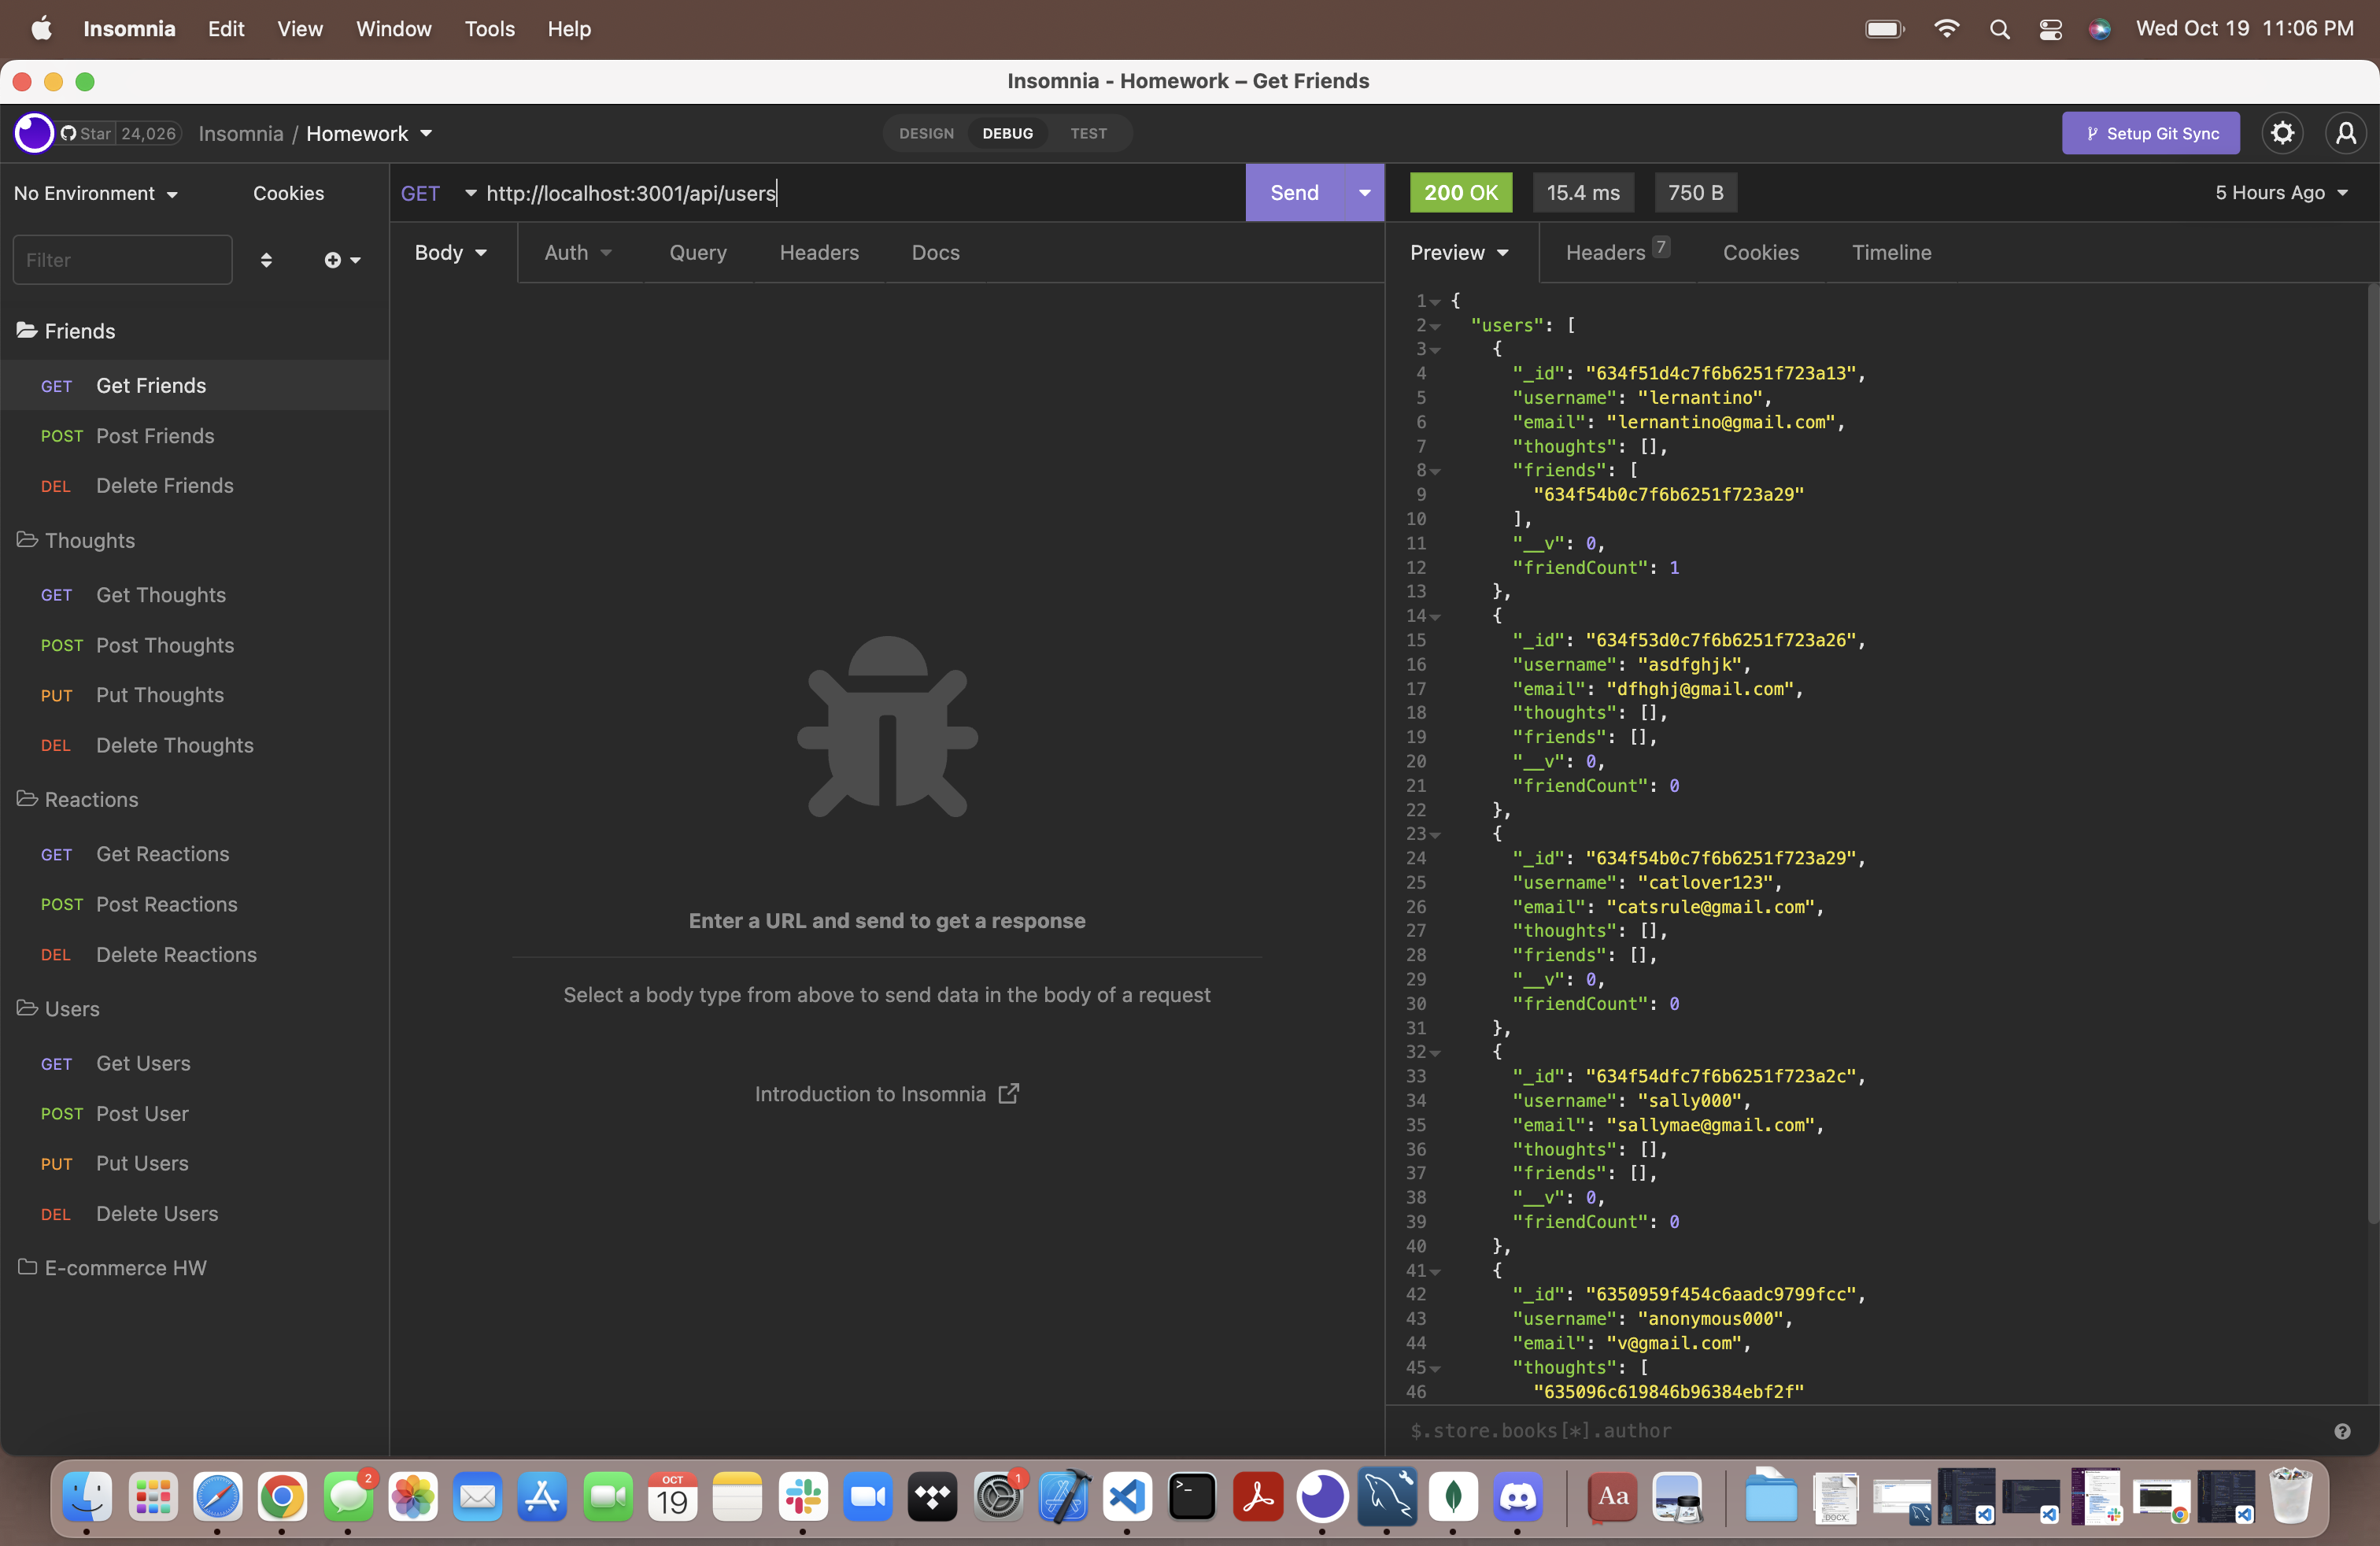 Insomnia Edit View Window Tools Help Wed Oct 19 11:06 PM
Insomnia - Homework – Get Friends
Star 24,026 Insomnia / Homework DESIGN DEBUG TEST Setup Git Sync
No Environment Cookies
Filter
Friends
GET Get Friends
POST Post Friends
DEL Delete Friends
Thoughts
GET Get Thoughts
POST Post Thoughts
PUT Put Thoughts
DEL Delete Thoughts
Reactions
GET Get Reactions
POST Post Reactions
DEL Delete Reactions
Users
GET Get Users
POST Post User
PUT Put Users
DEL Delete Users
E-commerce HW
GET http://localhost:3001/api/users Send
Body Auth Query Headers Docs
Enter a URL and send to get a response
Select a body type from above to send data in the body of a request
Introduction to Insomnia
200 OK 15.4 ms 750 B 5 Hours Ago
Preview Headers 7 Cookies Timeline
1 {
2 "users": [
3 {
4 "_id": "634f51d4c7f6b6251f723a13",
5 "username": "lernantino",
6 "email": "lernantino@gmail.com",
7 "thoughts": [],
8 "friends": [
9 "634f54b0c7f6b6251f723a29"
10 ],
11 "__v": 0,
12 "friendCount": 1
13 },
14 {
15 "_id": "634f53d0c7f6b6251f723a26",
16 "username": "asdfghjk",
17 "email": "dfhghj@gmail.com",
18 "thoughts": [],
19 "friends": [],
20 "__v": 0,
21 "friendCount": 0
22 },
23 {
24 "_id": "634f54b0c7f6b6251f723a29",
25 "username": "catlover123",
26 "email": "catsrule@gmail.com",
27 "thoughts": [],
28 "friends": [],
29 "__v": 0,
30 "friendCount": 0
31 },
32 {
33 "_id": "634f54dfc7f6b6251f723a2c",
34 "username": "sally000",
35 "email": "sallymae@gmail.com",
36 "thoughts": [],
37 "friends": [],
38 "__v": 0,
39 "friendCount": 0
40 },
41 {
42 "_id": "6350959f454c6aadc9799fcc",
43 "username": "anonymous000",
44 "email": "v@gmail.com",
45 "thoughts": [
46 "635096c619846b96384ebf2f"
$.store.books[*].author
2 OCT 19 1 Aa DOCX